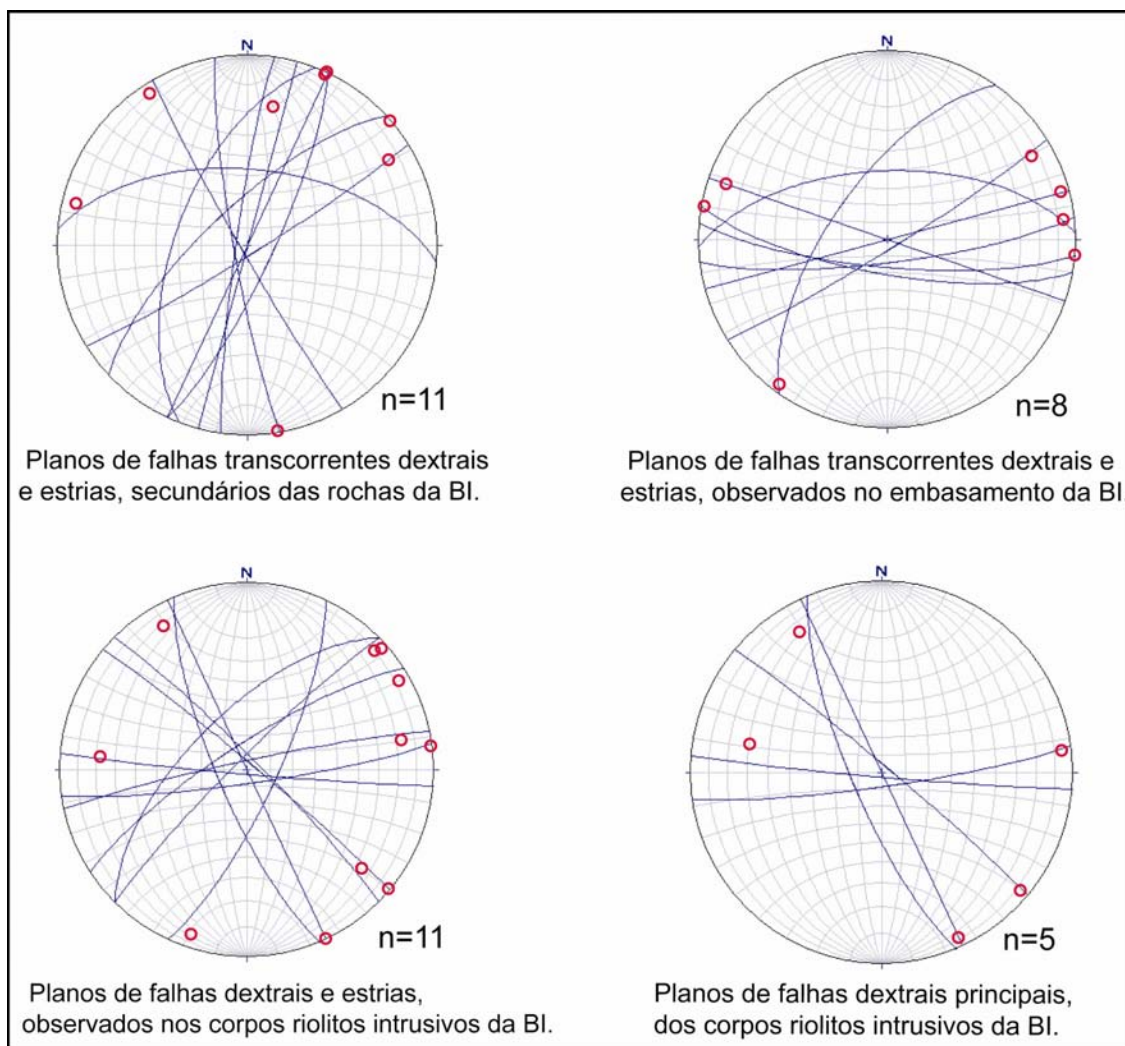 N
N
n=11
n=8
Planos de falhas transcorrentes dextrais
e estrias, secundários das rochas da BI.
Planos de falhas transcorrentes dextrais e
estrias, observados no embasamento da BI.
N
N
n=11
n=5
Planos de falhas dextrais e estrias,
observados nos corpos riolitos intrusivos da BI.
Planos de falhas dextrais principais,
dos corpos riolitos intrusivos da BI.